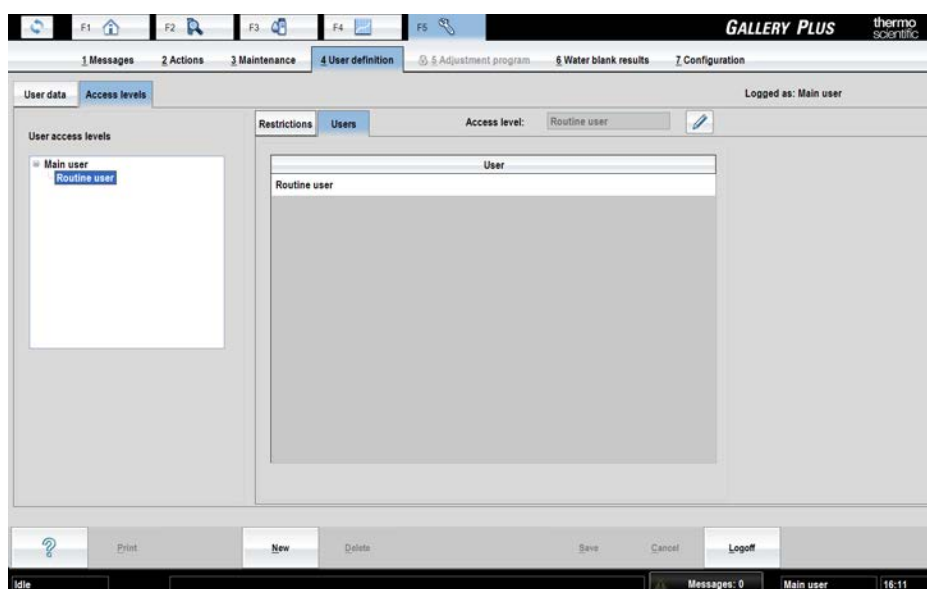 F1 F2 F3 F4 F5 GALLERY PLUS thermo
scientific
1 Messages 2 Actions 3 Maintenance 4 User definition 5 Adjustment program 6 Water blank results 7 Configuration
User data Access levels Logged as: Main user
Restrictions Users Access level: Routine user
User access levels
Main user
Routine user
User
Routine user
? Print New Delete Save Cancel Logoff
Idle Messages: 0 Main user 16:11